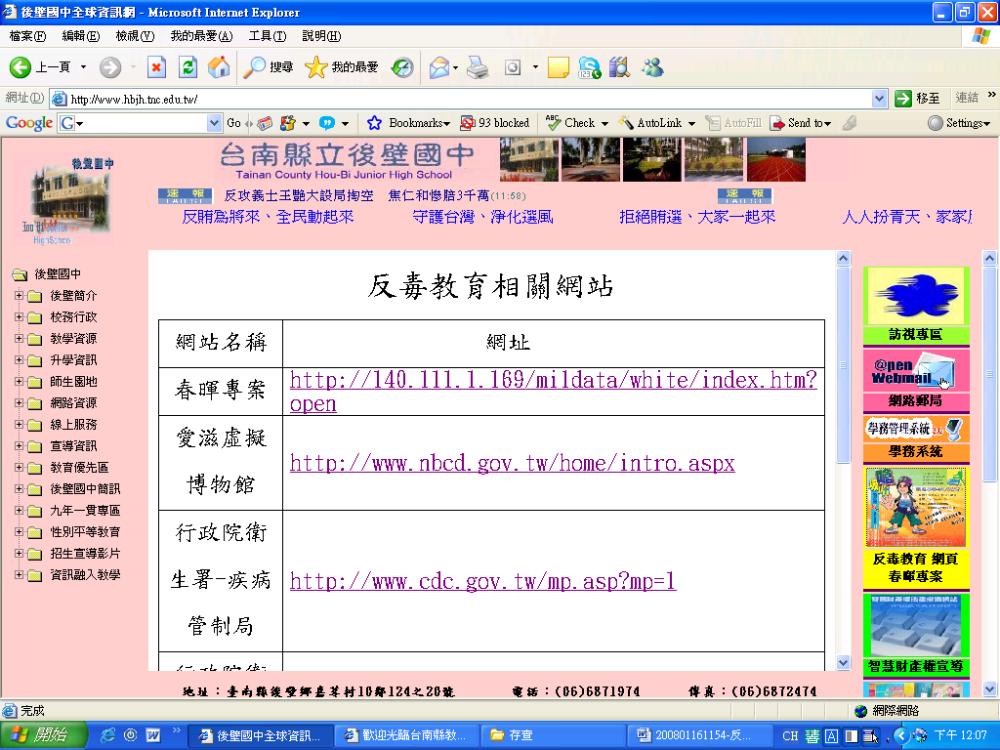 後壁國中全球資訊網 - Microsoft Internet Explorer
檔案(F) 編輯(E) 檢視(V) 我的最愛(A) 工具(T) 說明(H)
上一頁 搜尋 我的最愛
網址(D) http://www.hbjh.tnc.edu.tw/ 移至 連結 »
Google G Go Bookmarks 93 blocked Check AutoLink AutoFill Send to Settings
後壁國中
台南縣立後壁國中
Tainan County Hou-Bi Junior High School
HighSchool
速報 反攻義士王艷大設局掏空 焦仁和慘賠3千萬(11:58) 速報
反賄為將來、全民動起來 守護台灣、淨化選風 拒絕賄選、大家一起來 人人扮青天、家家
後壁國中
後壁簡介
校務行政
教學資源
升學資訊
師生園地
網路資源
線上服務
宣導資訊
教育優先區
後壁國中簡訊
九年一貫專區
性別平等教育
招生宣導影片
資訊融入教學
反毒教育相關網站
網站名稱 網址
春暉專案 http://140.111.1.169/mildata/white/index.htm?
open
愛滋虛擬
博物館
http://www.nbcd.gov.tw/home/intro.aspx
行政院衛
生署-疾病
管制局
http://www.cdc.gov.tw/mp.asp?mp=1
行政院衛
訪視專區
@pen
Webmail
網路郵局
學務管理系統
學務系統
反毒教育 網頁
春暉專案
智慧財產權宣導
地址：臺南縣後壁鄉嘉苳村10鄰124之20號 電話：(06)6871974 傳真：(06)6872474
完成 網際網路
開始 後壁國中全球資訊... 歡迎光臨台南縣教... 存查 200801161154-反... CH 下午 12:07